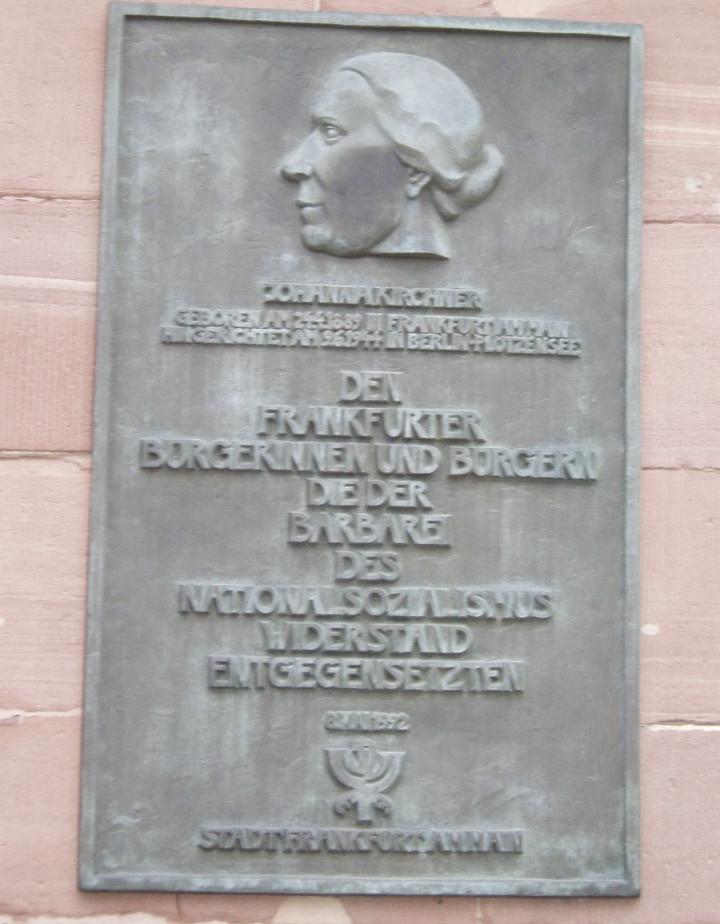 JOHANNA KIRCHNER
GEBOREN AM 24.4.1889 IN FRANKFURT AM MAIN
HINGERICHTET AM 9.6.1944 IN BERLIN-PLÖTZENSEE
DEN
FRANKFURTER
BÜRGERINNEN UND BÜRGERN
DIE DER
BARBAREI
DES
NATIONALSOZIALISMUS
WIDERSTAND
ENTGEGENSETZTEN
8. MAI 1992
STADT FRANKFURT AM MAIN